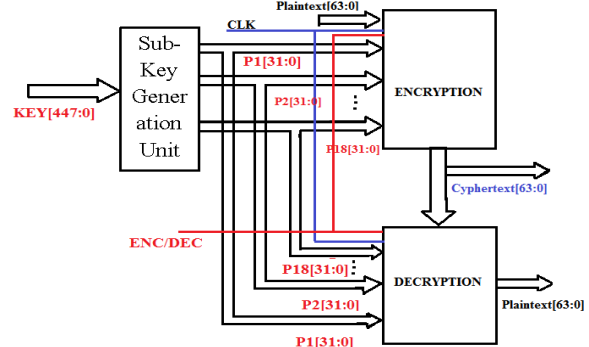 Plaintext[63:0]
CLK
Sub-
Key
Gener
ation
Unit
P1[31:0]
KEY[447:0]
P2[31:0]
ENCRYPTION
P18[31:0]
Cyphertext[63:0]
ENC/DEC
P18[31:0]
DECRYPTION
P2[31:0]
Plaintext[63:0]
P1[31:0]